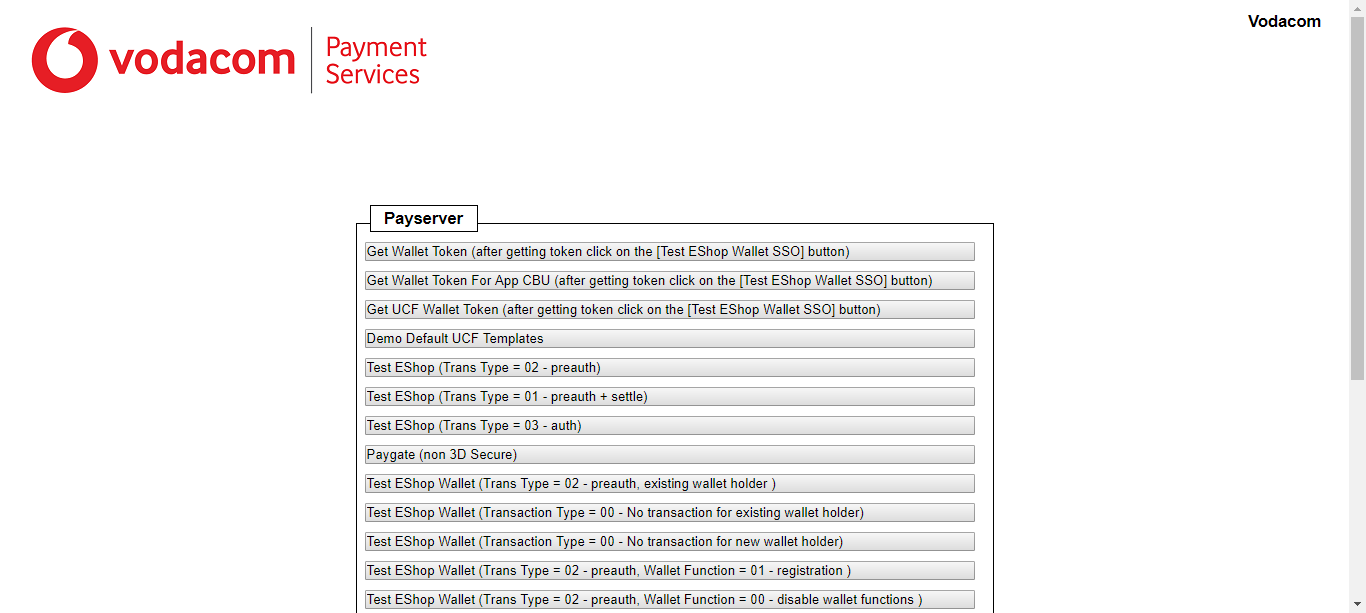 Vodacom
vodacom
Payment
Services
Payserver
Get Wallet Token (after getting token click on the [Test EShop Wallet SSO] button)
Get Wallet Token For App CBU (after getting token click on the [Test EShop Wallet SSO] button)
Get UCF Wallet Token (after getting token click on the [Test EShop Wallet SSO] button)
Demo Default UCF Templates
Test EShop (Trans Type = 02 - preauth)
Test EShop (Trans Type = 01 - preauth + settle)
Test EShop (Trans Type = 03 - auth)
Paygate (non 3D Secure)
Test EShop Wallet (Trans Type = 02 - preauth, existing wallet holder )
Test EShop Wallet (Transaction Type = 00 - No transaction for existing wallet holder)
Test EShop Wallet (Transaction Type = 00 - No transaction for new wallet holder)
Test EShop Wallet (Trans Type = 02 - preauth, Wallet Function = 01 - registration )
Test EShop Wallet (Trans Type = 02 - preauth, Wallet Function = 00 - disable wallet functions )